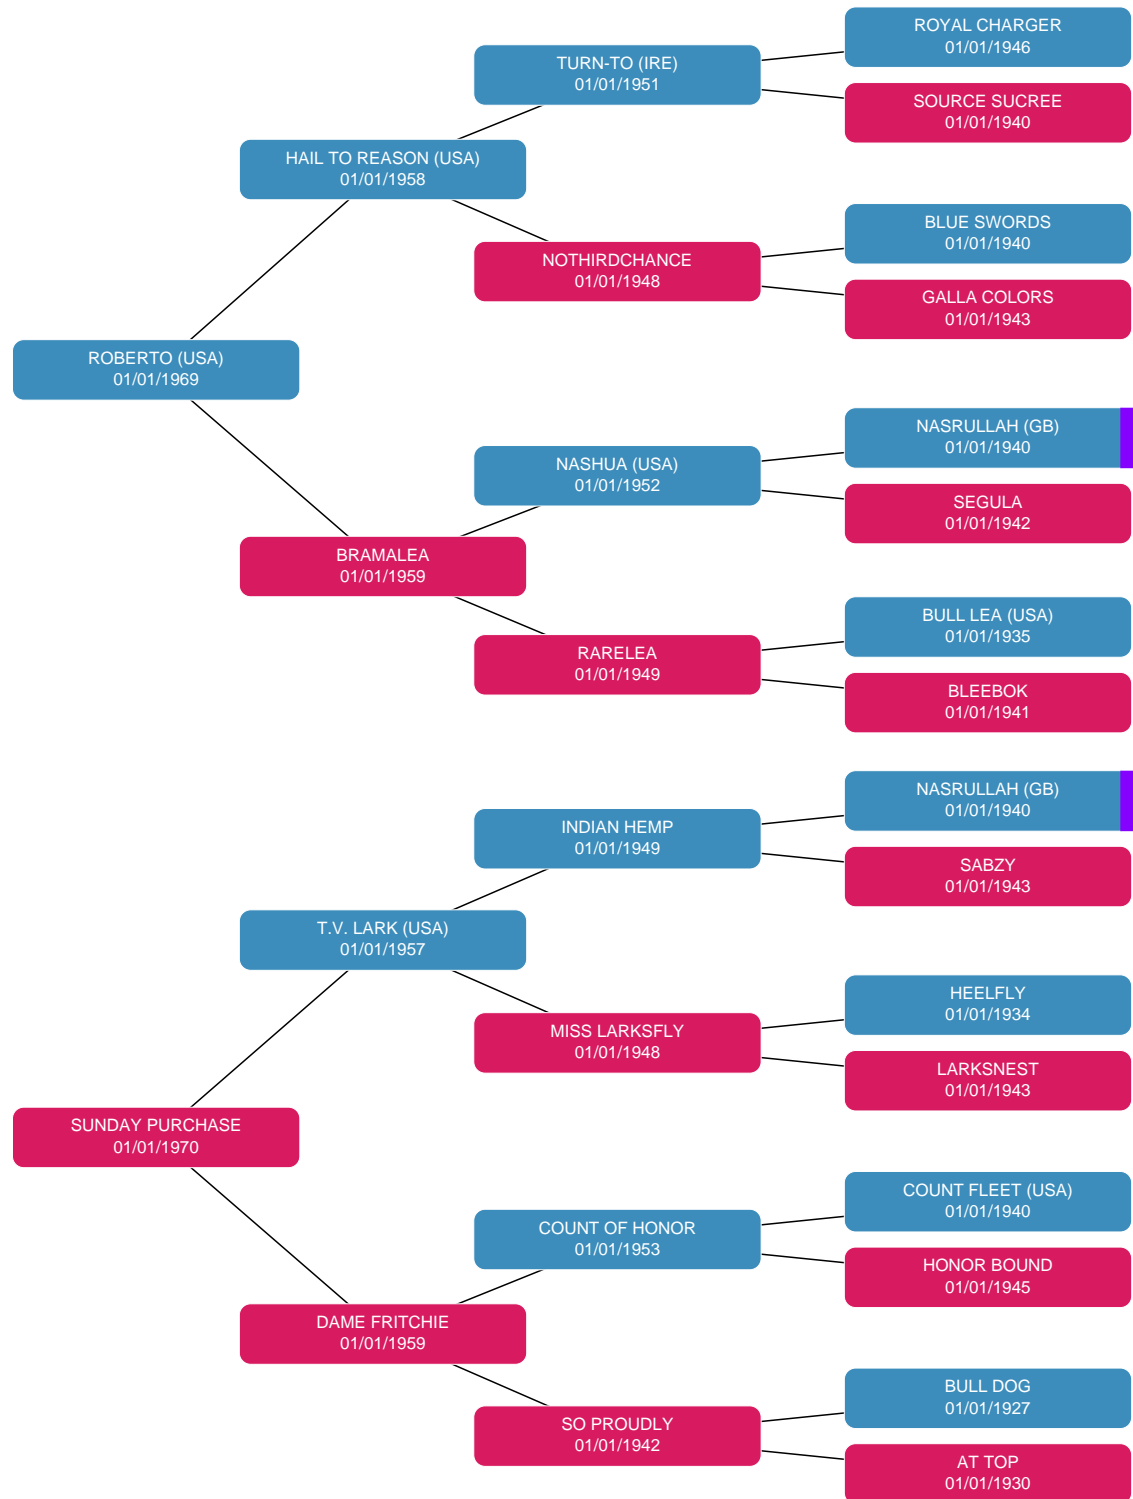 ROYAL CHARGER
01/01/1946
TURN-TO (IRE)
01/01/1951
SOURCE SUCREE
01/01/1940
HAIL TO REASON (USA)
01/01/1958
BLUE SWORDS
01/01/1940
NOTHIRDCHANCE
01/01/1948
GALLA COLORS
01/01/1943
ROBERTO (USA)
01/01/1969
NASRULLAH (GB)
01/01/1940
NASHUA (USA)
01/01/1952
SEGULA
01/01/1942
BRAMALEA
01/01/1959
BULL LEA (USA)
01/01/1935
RARELEA
01/01/1949
BLEEBOK
01/01/1941
NASRULLAH (GB)
01/01/1940
INDIAN HEMP
01/01/1949
SABZY
01/01/1943
T.V. LARK (USA)
01/01/1957
HEELFLY
01/01/1934
MISS LARKSFLY
01/01/1948
LARKSNEST
01/01/1943
SUNDAY PURCHASE
01/01/1970
COUNT FLEET (USA)
01/01/1940
COUNT OF HONOR
01/01/1953
HONOR BOUND
01/01/1945
DAME FRITCHIE
01/01/1959
BULL DOG
01/01/1927
SO PROUDLY
01/01/1942
AT TOP
01/01/1930